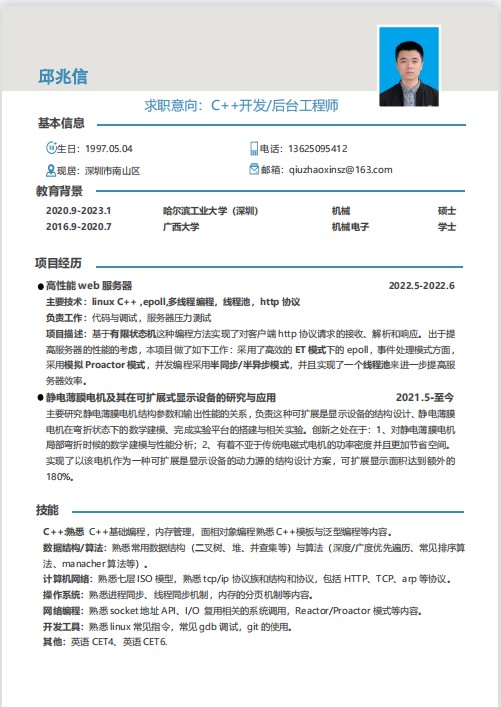 邱兆信
求职意向：C++开发/后台工程师
基本信息
生日：1997.05.04
电话：13625095412
现居：深圳市南山区
邮箱：qiuzhaoxinsz@163.com
教育背景
2020.9-2023.1 哈尔滨工业大学（深圳） 机械 硕士
2016.9-2020.7 广西大学 机械电子 学士
项目经历
高性能 web 服务器 2022.5-2022.6
主要技术：linux C++ ,epoll,多线程编程，线程池，http 协议
负责工作：代码与调试，服务器压力测试
项目描述：基于有限状态机这种编程方法实现了对客户端 http 协议请求的接收、解析和响应。出于提
高服务器的性能的考虑，本项目做了如下工作：采用了高效的 ET 模式下的 epoll，事件处理模式方面，
采用模拟 Proactor 模式，并发编程采用半同步/半异步模式，并且实现了一个线程池来进一步提高服
务器效率。
静电薄膜电机及其在可扩展式显示设备的研究与应用 2021.5-至今
主要研究静电薄膜电机结构参数和输出性能的关系，负责这种可扩展是显示设备的结构设计、静电薄膜
电机在弯折状态下的数学建模、完成实验平台的搭建与相关实验。创新之处在于：1、对静电薄膜电机
局部弯折时候的数学建模与性能分析；2、有着不亚于传统电磁式电机的功率密度并且更加节省空间。
实现了以该电机作为一种可扩展是显示设备的动力源的结构设计方案，可扩展显示面积达到额外的
180%。
技能
C++:熟悉 C++基础编程，内存管理，面相对象编程熟悉 C++模板与泛型编程等内容。
数据结构/算法：熟悉常用数据结构（二叉树、堆、并查集等）与算法（深度/广度优先遍历、常见排序算
法、manacher 算法等）。
计算机网络：熟悉七层 ISO 模型，熟悉 tcp/ip 协议族和结构和协议，包括 HTTP、TCP、arp 等协议。
操作系统：熟悉进程同步、线程同步机制，内存的分页机制等内容。
网络编程：熟悉 socket 地址 API、I/O 复用相关的系统调用，Reactor/Proactor 模式等内容。
开发工具：熟悉 linux 常见指令，常见 gdb 调试，git 的使用。
其他：英语 CET4、英语 CET6.